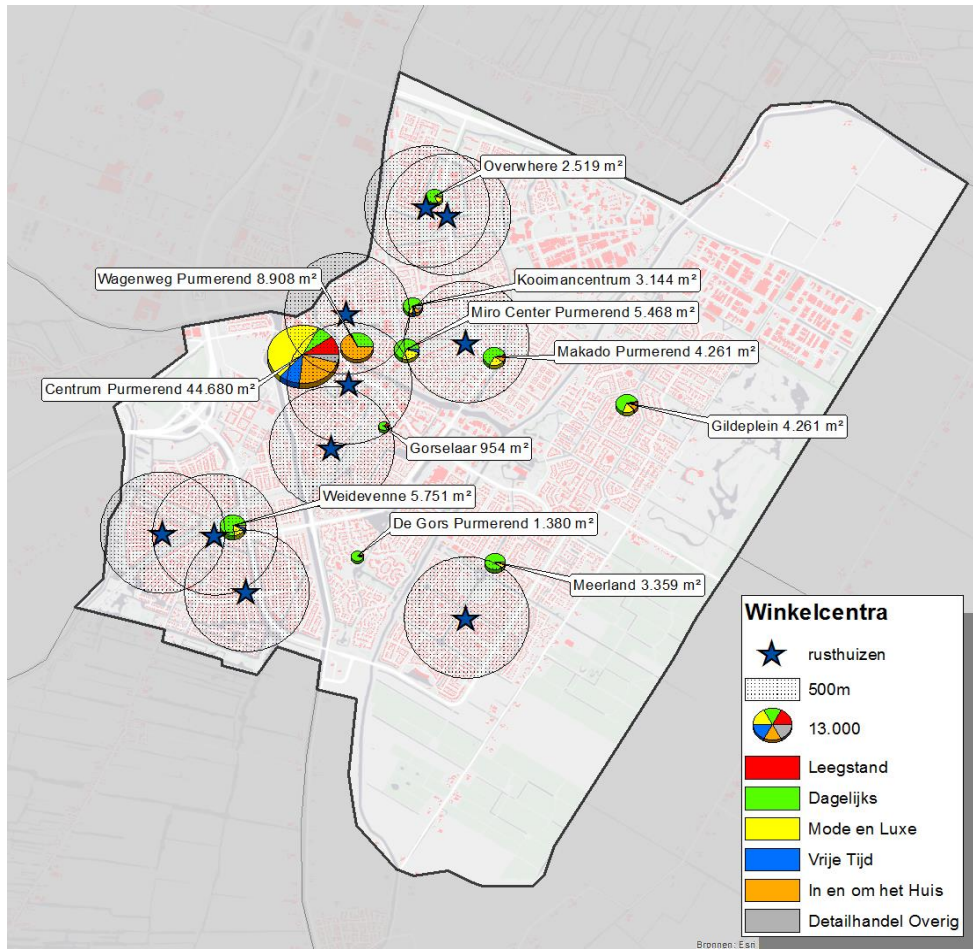 Overwhere 2.519 m²
Wagenweg Purmerend 8.908 m²
Kooimancentrum 3.144 m²
Miro Center Purmerend 5.468 m²
Makado Purmerend 4.261 m²
Centrum Purmerend 44.680 m²
Gildeplein 4.261 m²
Gorselaar 954 m²
Weidevenne 5.751 m²
De Gors Purmerend 1.380 m²
Meerland 3.359 m²
Winkelcentra
rusthuizen
500m
13.000
Leegstand
Dagelijks
Mode en Luxe
Vrije Tijd
In en om het Huis
Detailhandel Overig
Bronnen: Esri